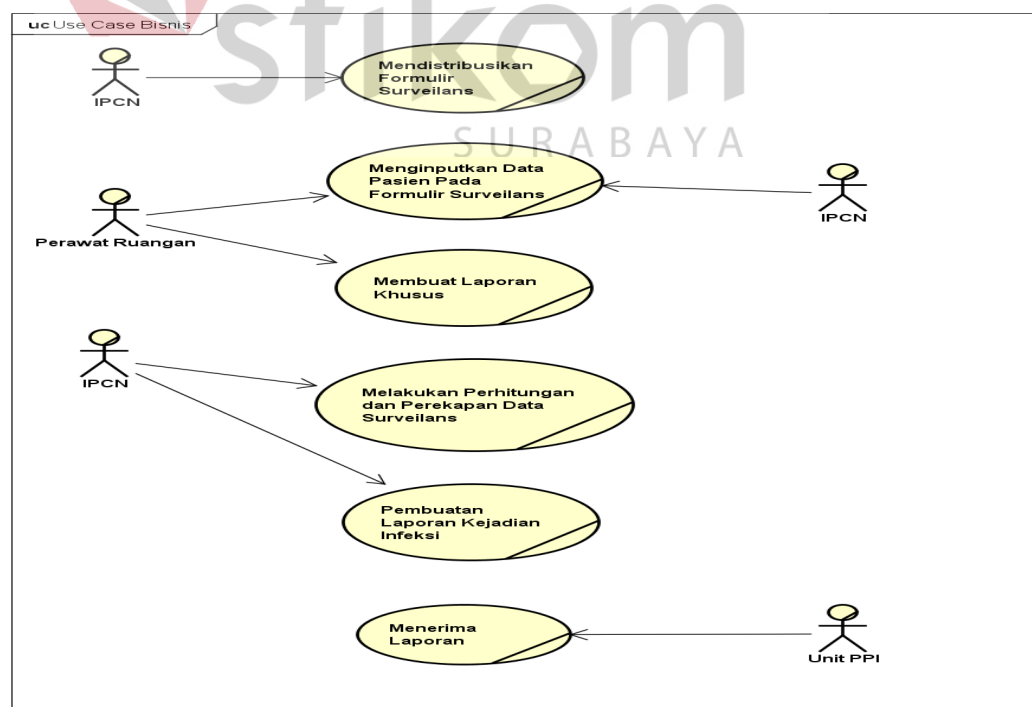 stikom
SURABAYA
uc Use Case Bisnis
IPCN
Mendistribusikan
Formulir
Surveilans
Menginputkan Data
Pasien Pada
Formulir Surveilans
IPCN
Perawat Ruangan
Membuat Laporan
Khusus
IPCN
Melakukan Perhitungan
dan Perekapan Data
Surveilans
Pembuatan
Laporan Kejadian
Infeksi
Menerima
Laporan
Unit PPI